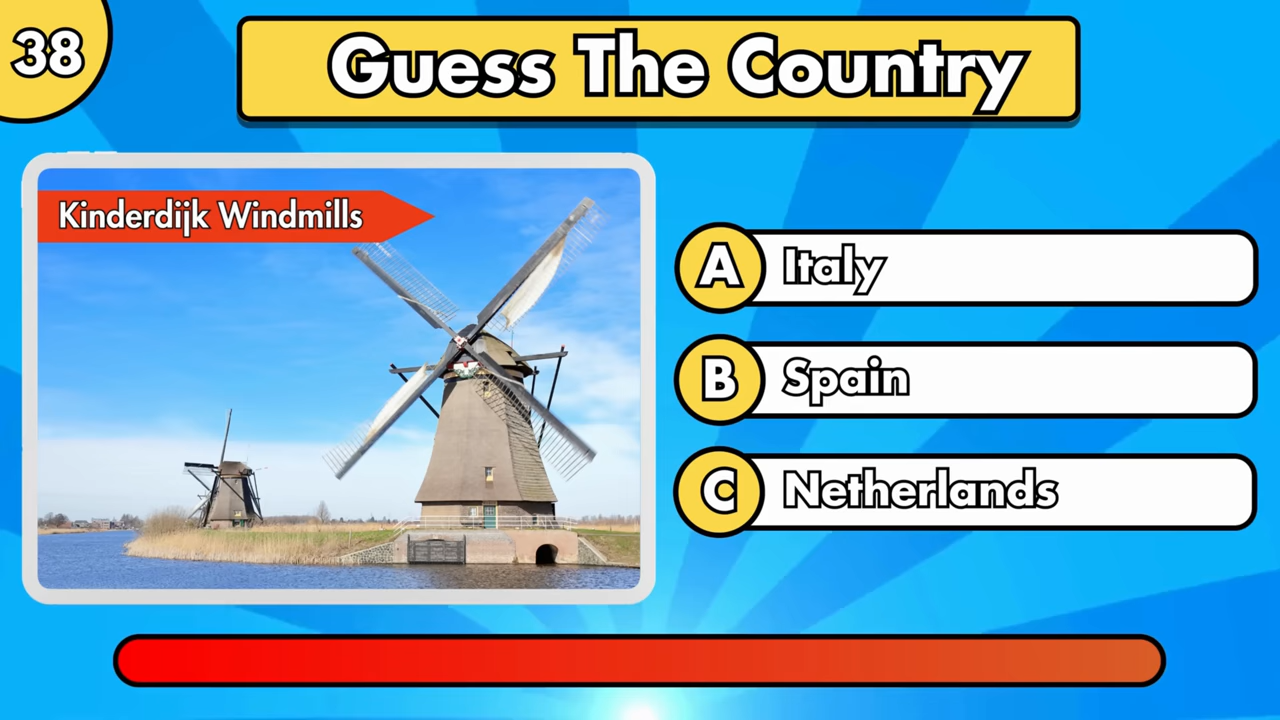 38
Guess The Country
Kinderdijk Windmills
A Italy
B Spain
C Netherlands